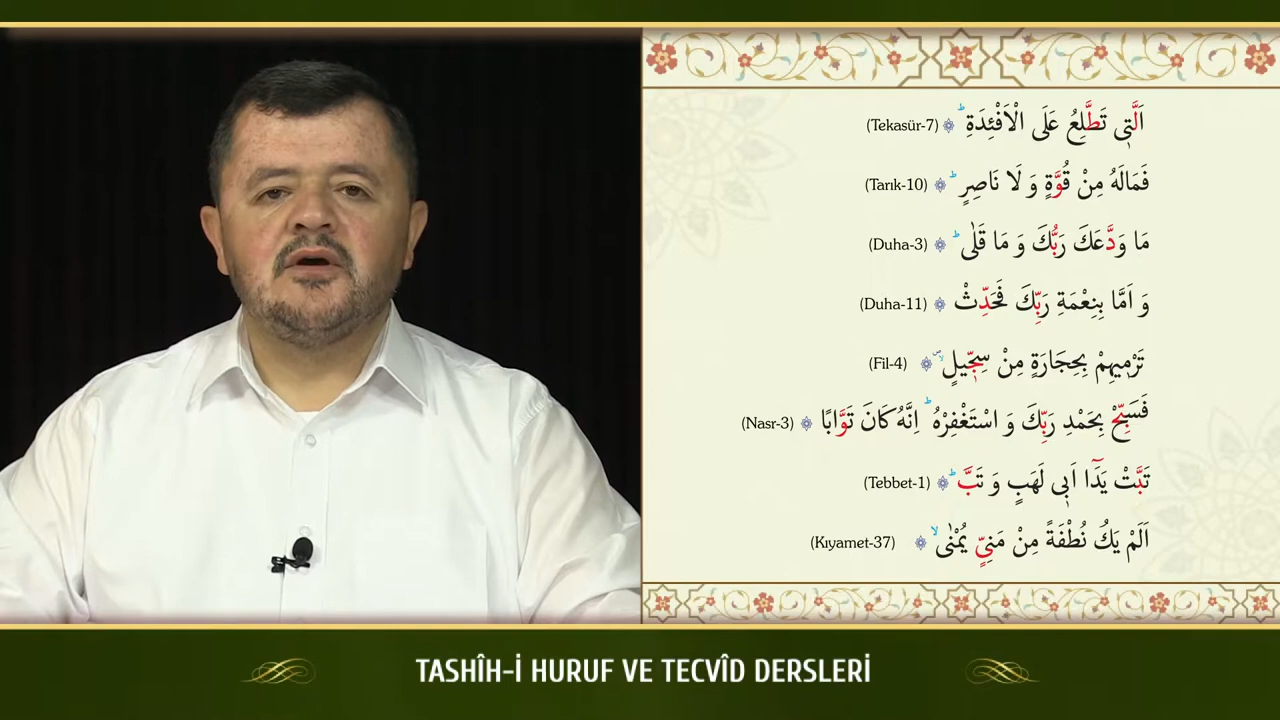 اَلَّتٖى تَطَّلِعُ عَلَى الْاَفْئِدَةِ ؕ ۞ (Tekasür-7)
فَمَالَهُ مِنْ قُوَّةٍ وَ لَا نَاصِرٍ ؕ ۞ (Tarık-10)
مَا وَدَّعَكَ رَبُّكَ وَ مَا قَلٰى ؕ ۞ (Duha-3)
وَ اَمَّا بِنِعْمَةِ رَبِّكَ فَحَدِّثْ ۞ (Duha-11)
تَرْمٖيهِمْ بِحِجَارَةٍ مِنْ سِجّٖيلٍ ۙ ۞ (Fil-4)
فَسَبِّحْ بِحَمْدِ رَبِّكَ وَ اسْتَغْفِرْهُ ؕ اِنَّهُ كَانَ تَوَّابًا ۞ (Nasr-3)
تَبَّتْ يَدَٓا اَبٖى لَهَبٍ وَ تَبَّ ؕ ۞ (Tebbet-1)
اَلَمْ يَكُ نُطْفَةً مِنْ مَنِىٍّ يُمْنٰى ۙ ۞ (Kıyamet-37)
TASHÎH-İ HURUF VE TECVÎD DERSLERİ